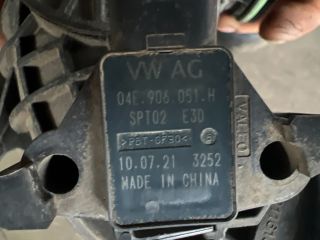 VW AG
04E.906.051.H
SPT02 E3D
>PBT-GF30<
10.07.21 3252
MADE IN CHINA
VALEO